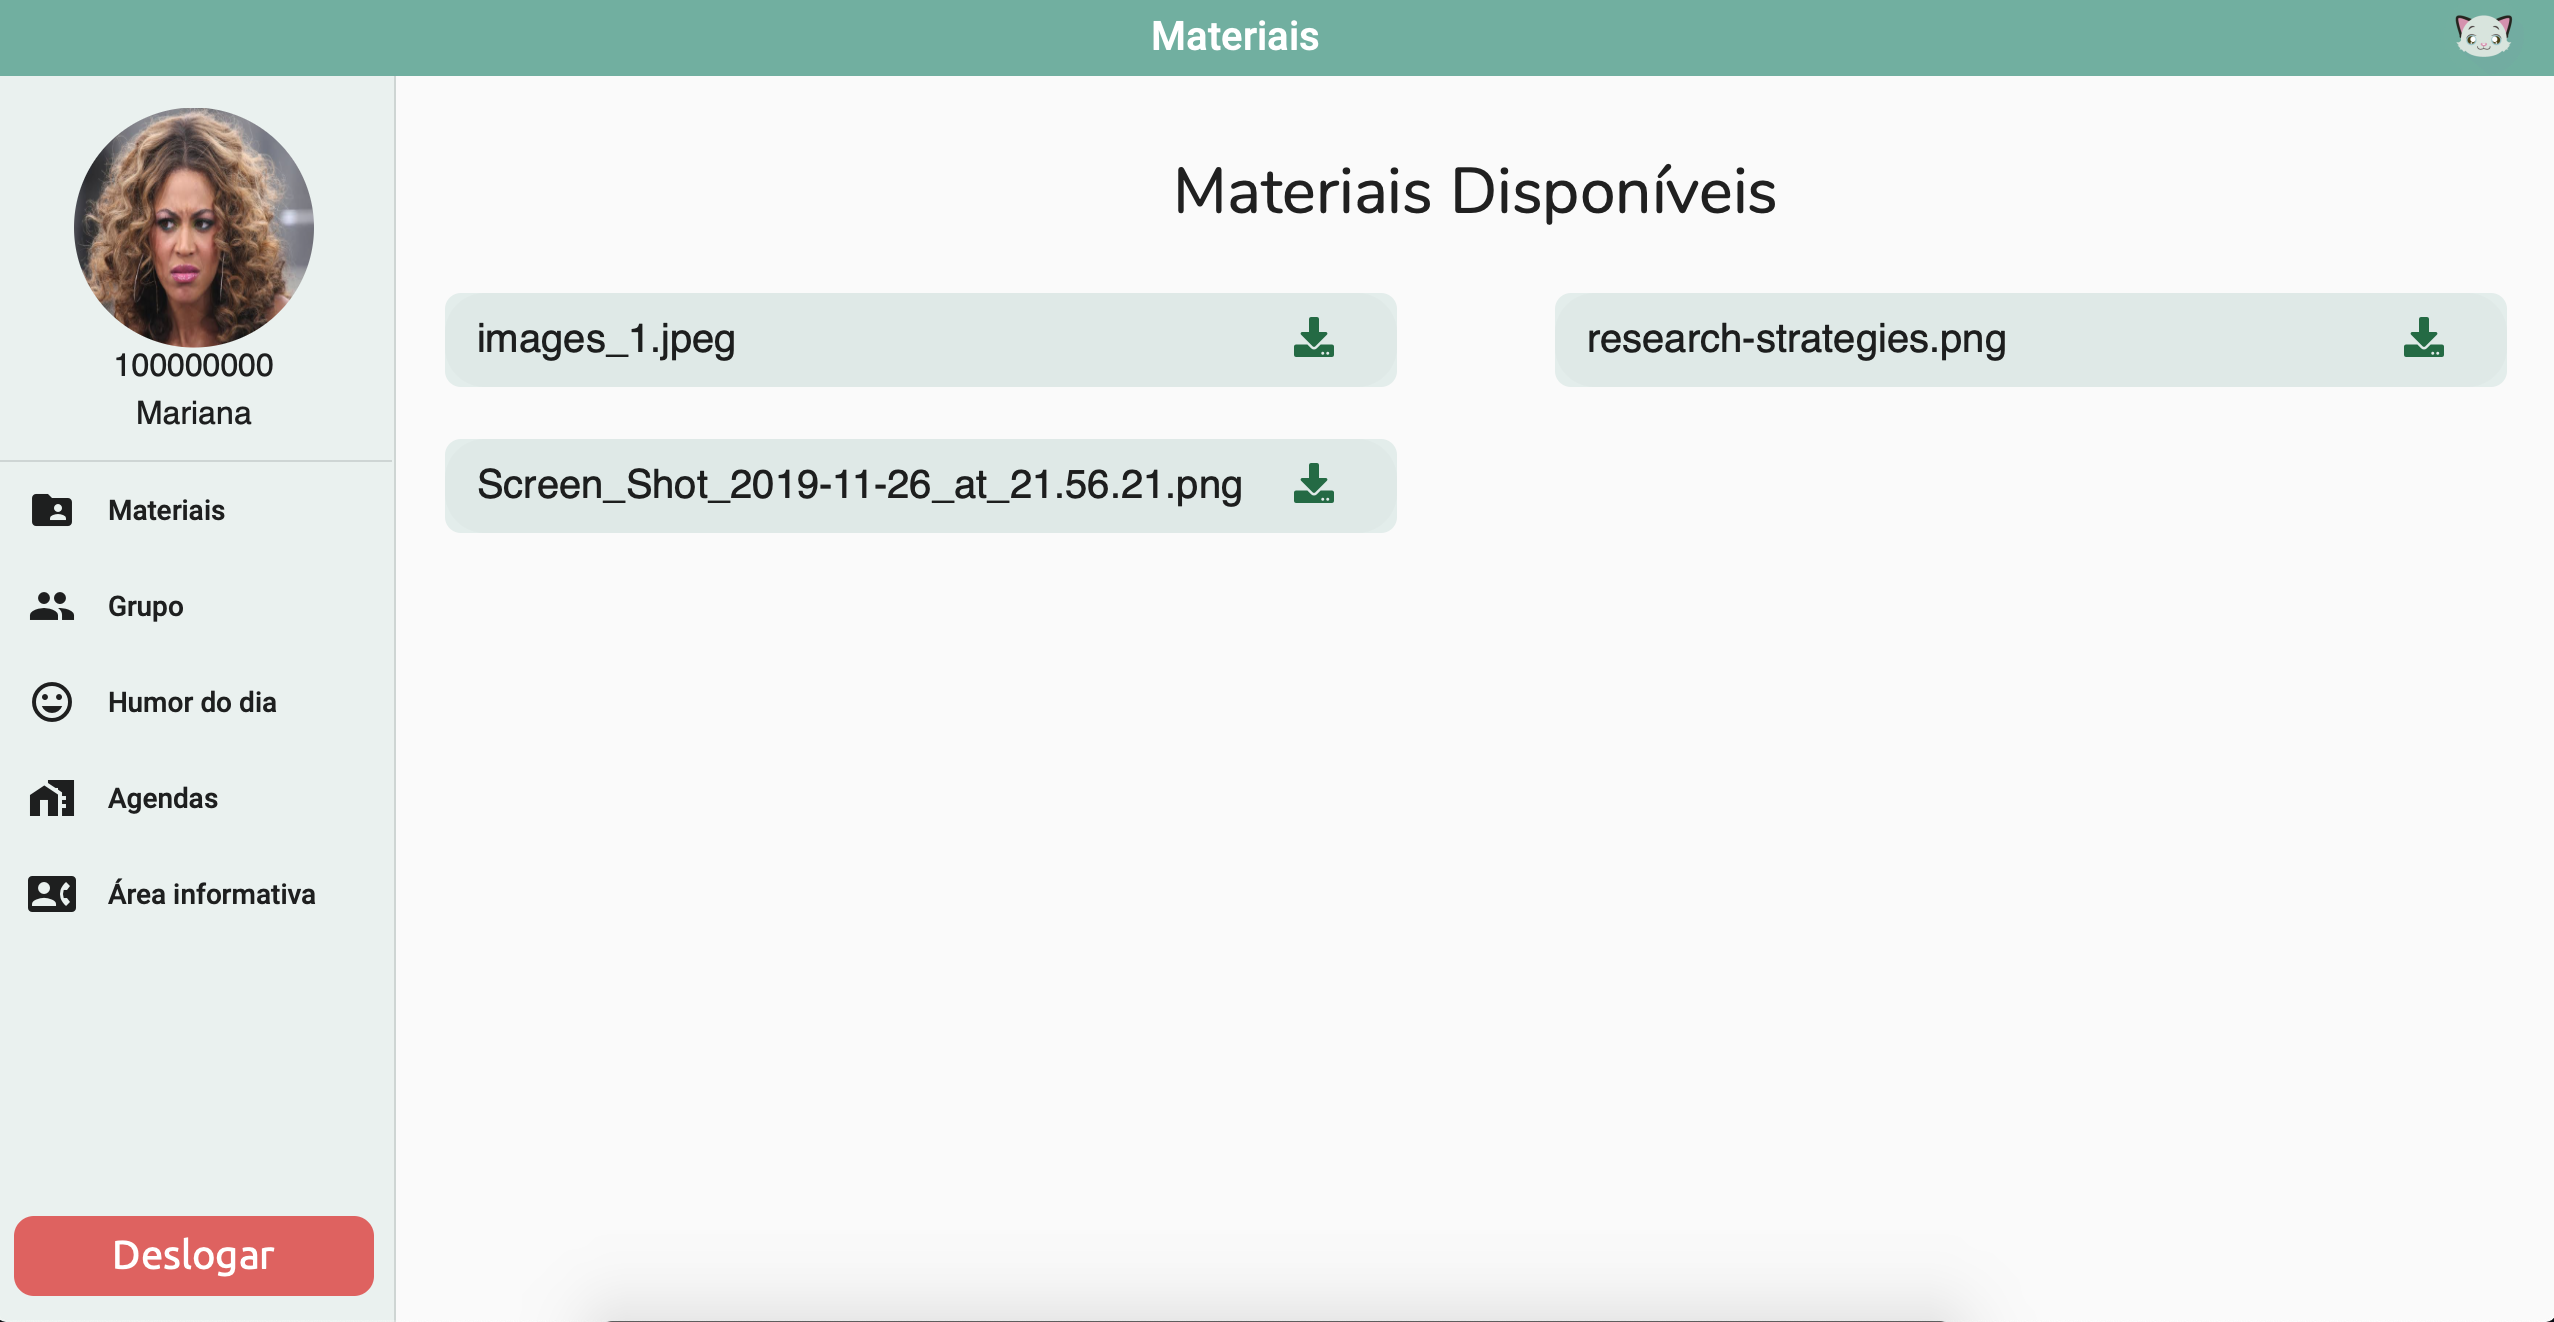 Materiais
100000000
Mariana
Materiais
Grupo
Humor do dia
Agendas
Área informativa
Deslogar
Materiais Disponíveis
images_1.jpeg
research-strategies.png
Screen_Shot_2019-11-26_at_21.56.21.png